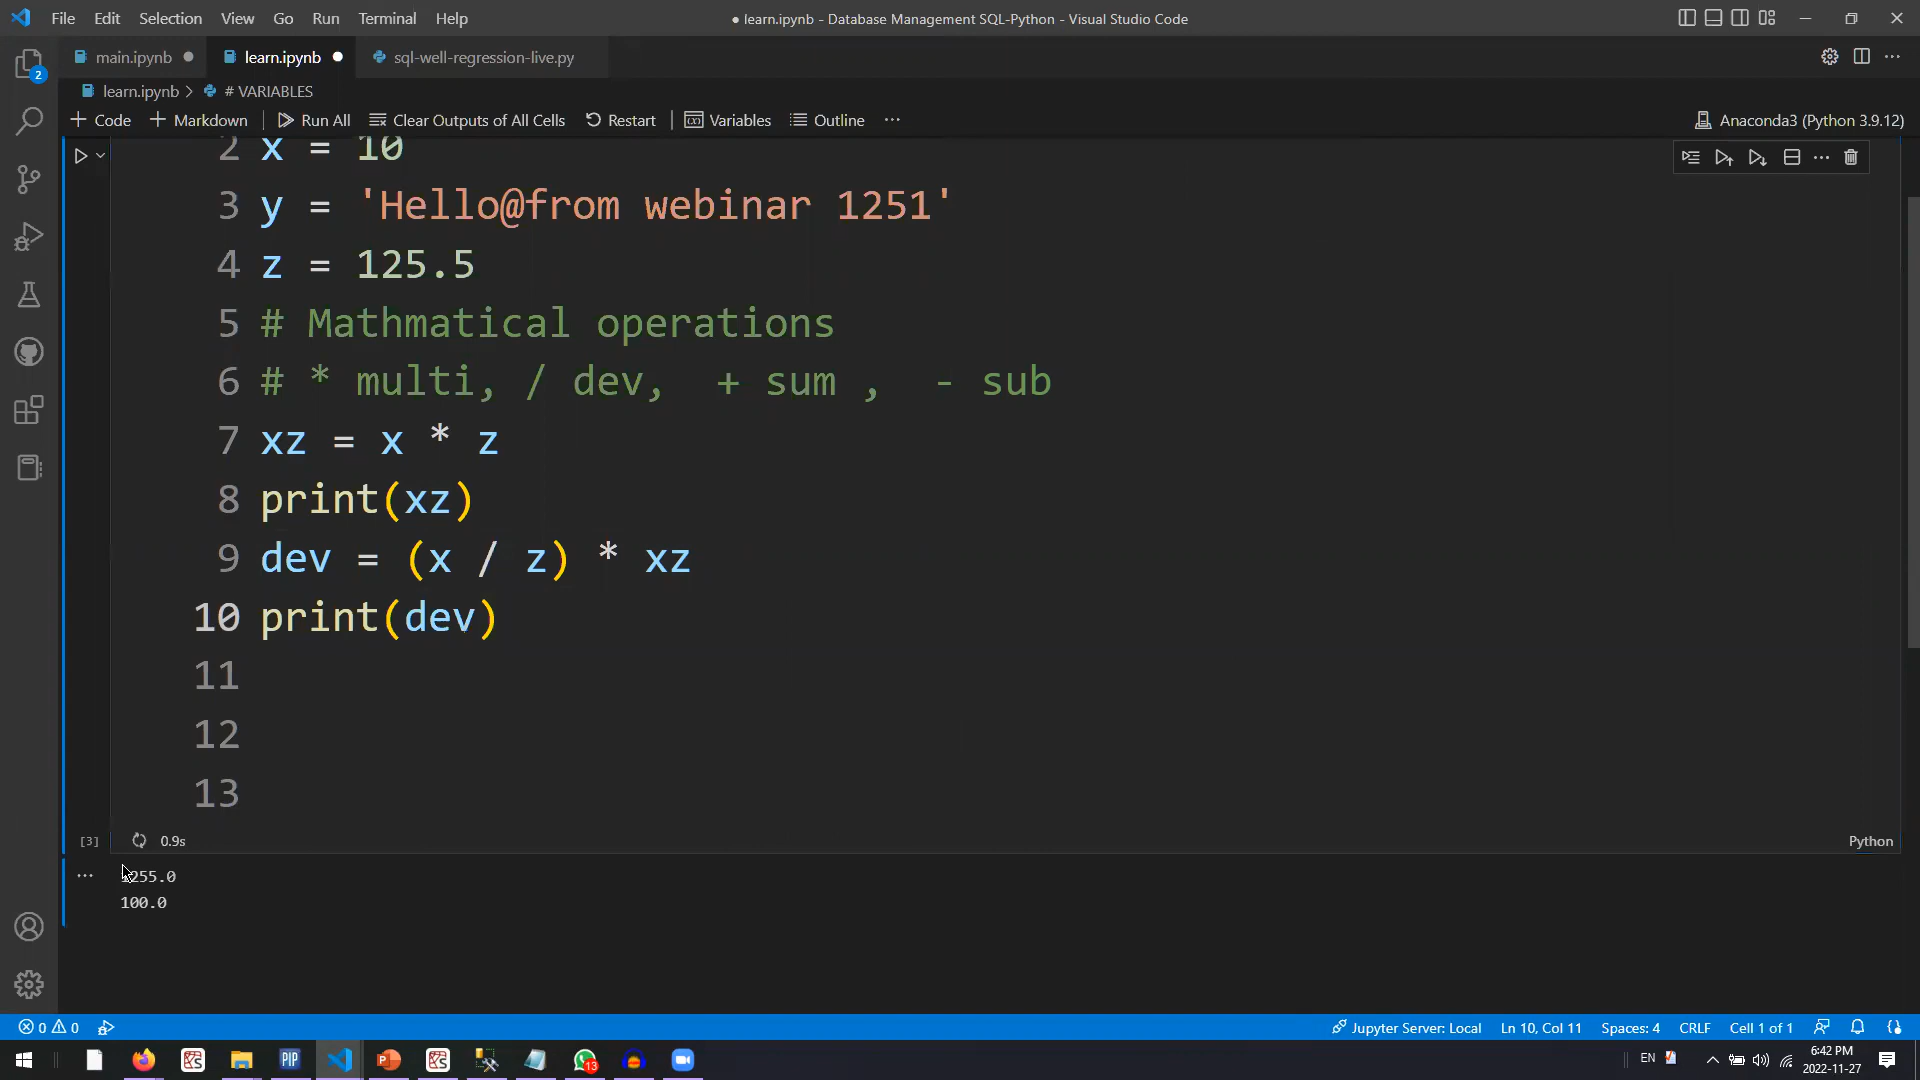 File Edit Selection View Go Run Terminal Help
● learn.ipynb - Database Management SQL-Python - Visual Studio Code
main.ipynb
learn.ipynb
sql-well-regression-live.py
learn.ipynb > # VARIABLES
+ Code + Markdown Run All Clear Outputs of All Cells Restart Variables Outline ...
Anaconda3 (Python 3.9.12)
2 x = 10
3 y = 'Hello@from webinar 1251'
4 z = 125.5
5 # Mathmatical operations
6 # * multi, / dev,  + sum ,  - sub
7 xz = x * z
8 print(xz)
9 dev = (x / z) * xz
10 print(dev)
11
12
13
[3] 0.9s
Python
1255.0
100.0
2
0 0
Jupyter Server: Local Ln 10, Col 11 Spaces: 4 CRLF Cell 1 of 1
PIP
13
EN
6:42 PM
2022-11-27